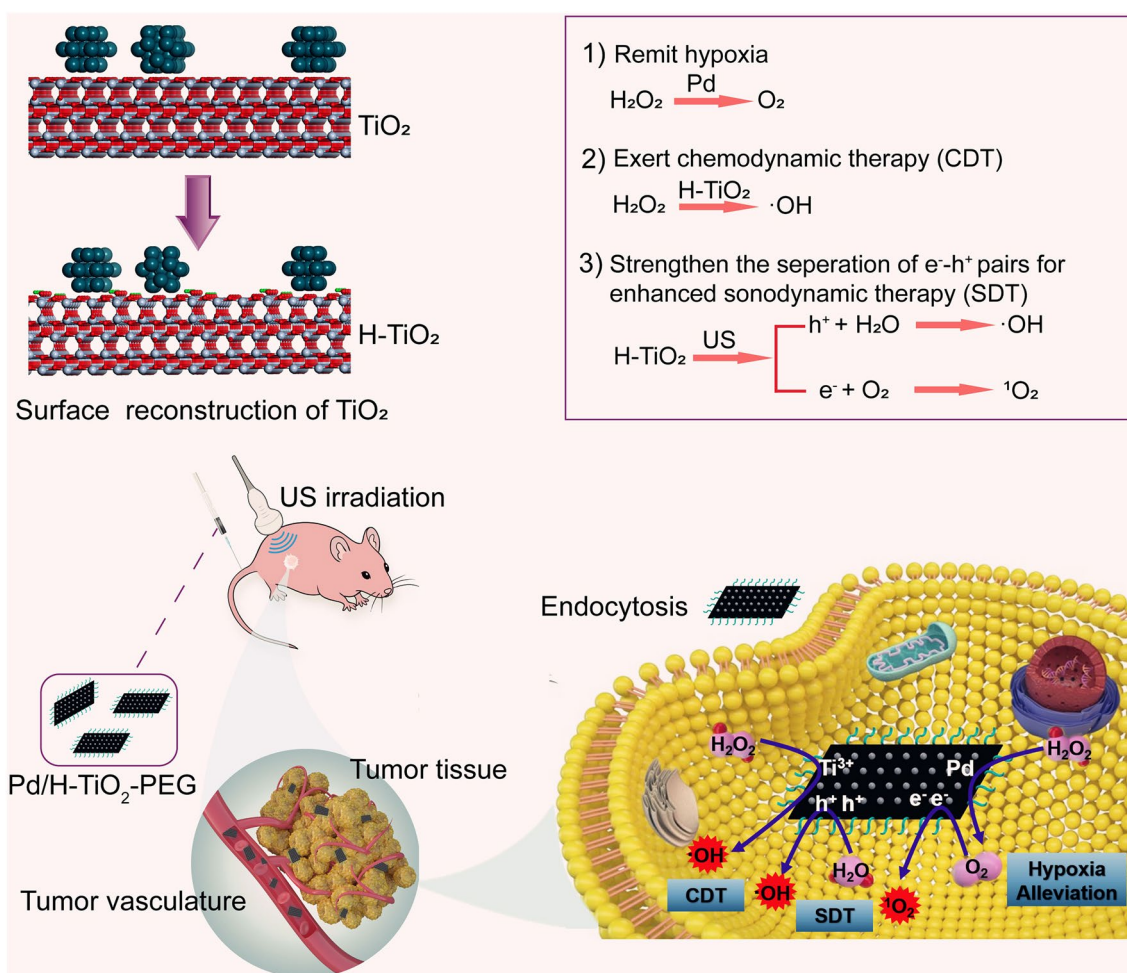 TiO₂
H-TiO₂
Surface reconstruction of TiO₂
1) Remit hypoxia
Pd
H₂O₂ O₂
2) Exert chemodynamic therapy (CDT)
H-TiO₂
H₂O₂ ·OH
3) Strengthen the seperation of e⁻-h⁺ pairs for
enhanced sonodynamic therapy (SDT)
h⁺ + H₂O ·OH
US
H-TiO₂
e⁻ + O₂ ¹O₂
US irradiation
Pd/H-TiO₂-PEG
Tumor tissue
Tumor vasculature
Endocytosis
H₂O₂
H₂O₂
Ti³⁺ Pd
h⁺ h⁺ e⁻ e⁻
·OH
CDT
·OH
H₂O
SDT
¹O₂
O₂
Hypoxia
Alleviation